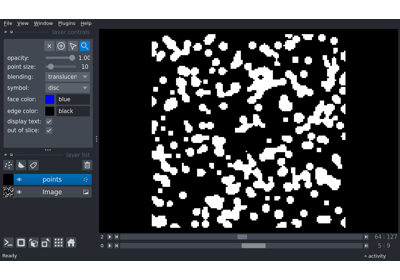 File View Window Plugins Help
layer controls
opacity: 1.00
point size: 10
blending: translucen
symbol: disc
face color: blue
edge color: black
display text:
out of slice:
layer list
points
Image
2 64 127
0 5 9
Ready activity